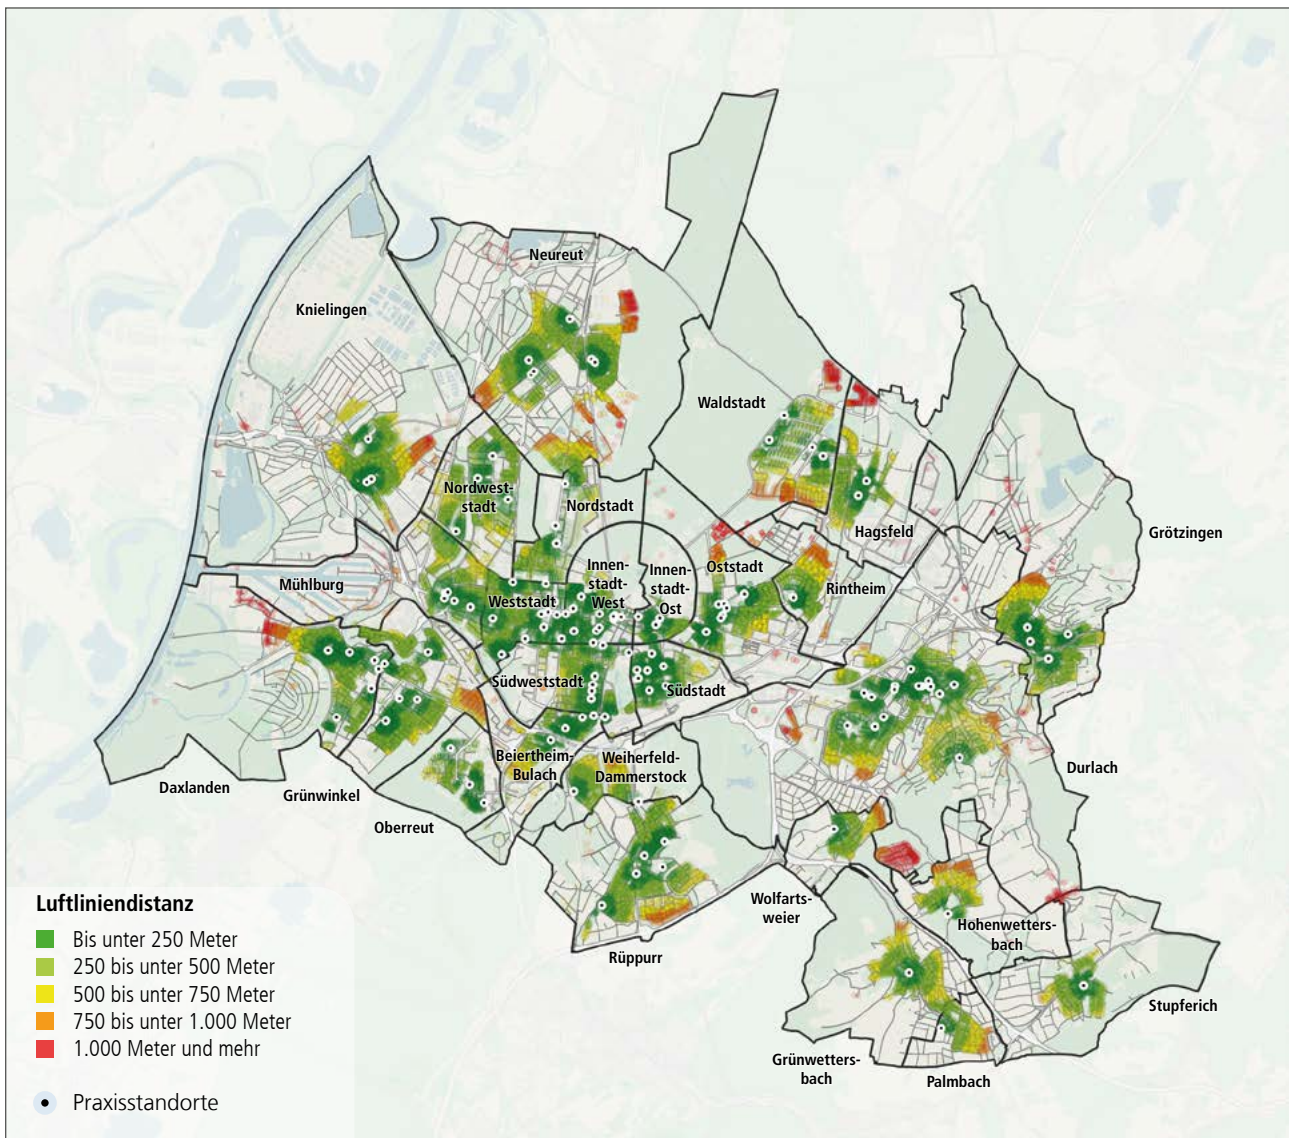 Neureut
Knielingen
Waldstadt
Nordwest-
stadt
Nordstadt
Hagsfeld
Grötzingen
Mühlburg
Weststadt
Innen-
stadt-
West
Innen-
stadt-
Ost
Oststadt
Rintheim
Südweststadt
Südstadt
Beiertheim-
Bulach
Weiherfeld-
Dammerstock
Durlach
Daxlanden
Grünwinkel
Oberreut
Wolfarts-
weier
Hohenwetters-
bach
Rüppurr
Stupferich
Grünwetters-
bach
Palmbach
Luftliniendistanz
Bis unter 250 Meter
250 bis unter 500 Meter
500 bis unter 750 Meter
750 bis unter 1.000 Meter
1.000 Meter und mehr
Praxisstandorte